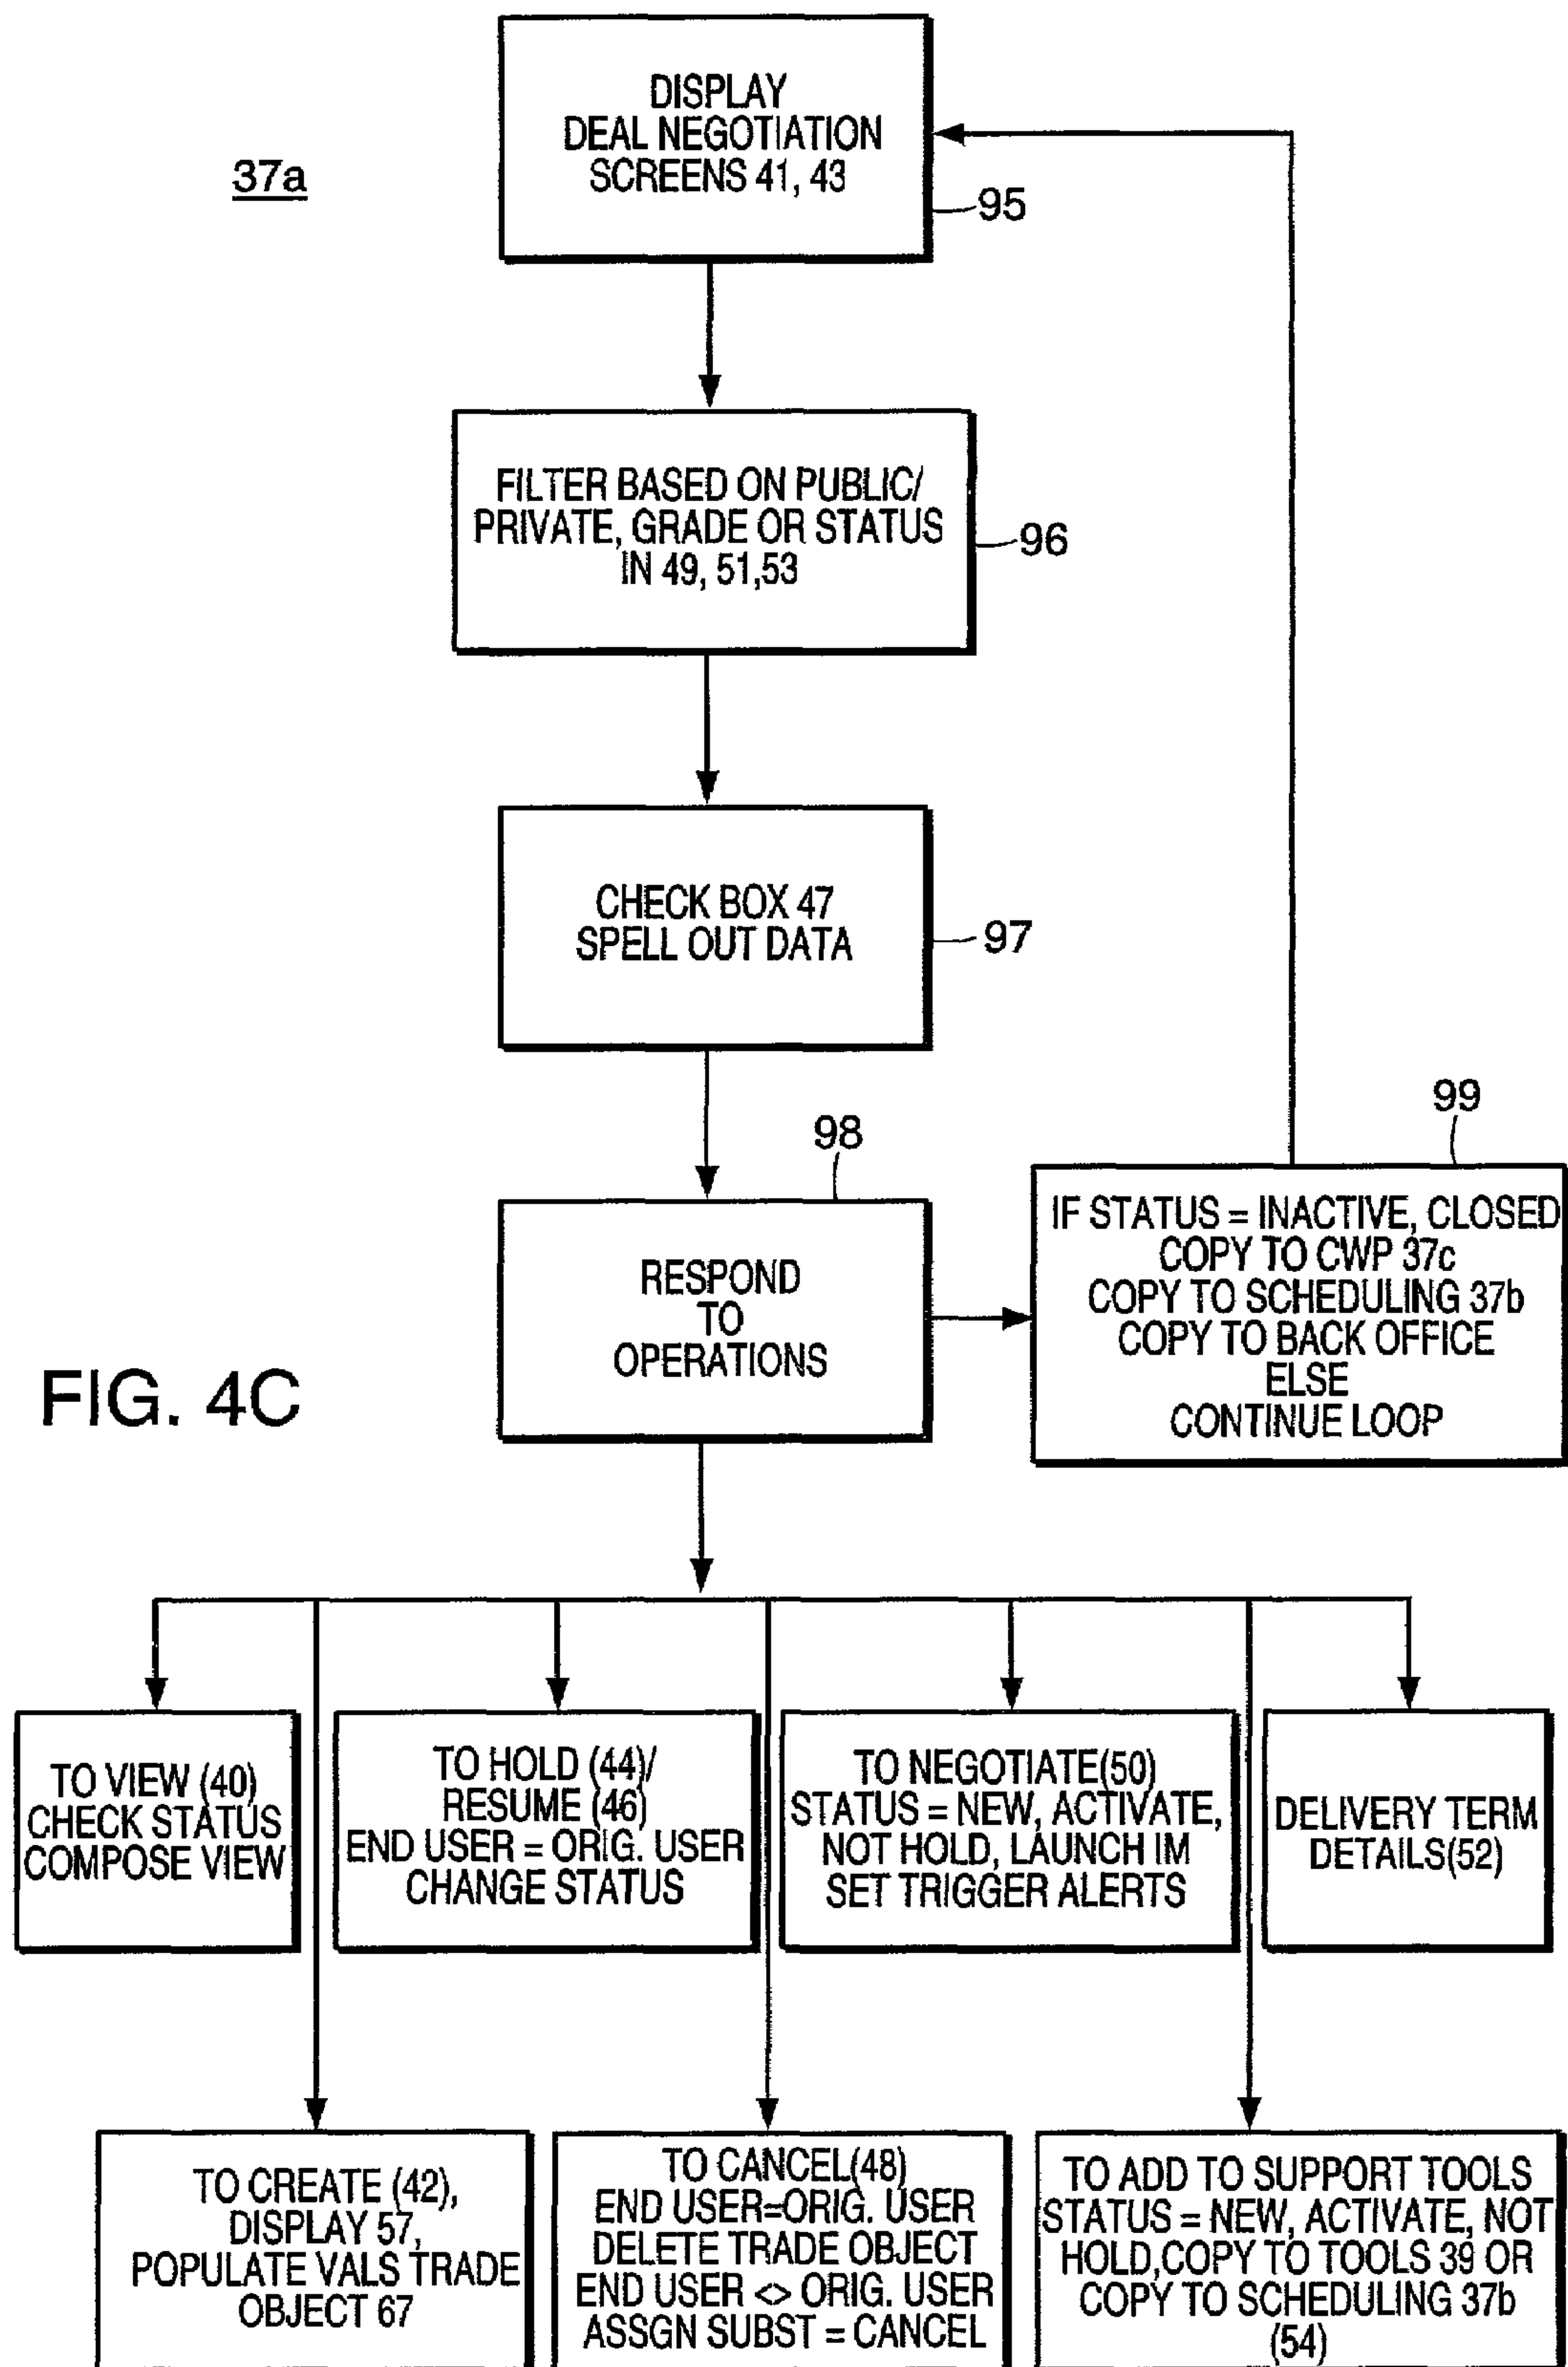 37a
DISPLAY
DEAL NEGOTIATION
SCREENS 41, 43
95
FILTER BASED ON PUBLIC/
PRIVATE, GRADE OR STATUS
IN 49, 51,53
96
CHECK BOX 47
SPELL OUT DATA
97
98
RESPOND
TO
OPERATIONS
99
IF STATUS = INACTIVE, CLOSED
COPY TO CWP 37c
COPY TO SCHEDULING 37b
COPY TO BACK OFFICE
ELSE
CONTINUE LOOP
FIG. 4C
TO VIEW (40)
CHECK STATUS
COMPOSE VIEW
TO HOLD (44)/
RESUME (46)
END USER = ORIG. USER
CHANGE STATUS
TO NEGOTIATE(50)
STATUS = NEW, ACTIVATE,
NOT HOLD, LAUNCH IM
SET TRIGGER ALERTS
DELIVERY TERM
DETAILS(52)
TO CREATE (42),
DISPLAY 57,
POPULATE VALS TRADE
OBJECT 67
TO CANCEL(48)
END USER=ORIG. USER
DELETE TRADE OBJECT
END USER <> ORIG. USER
ASSGN SUBST = CANCEL
TO ADD TO SUPPORT TOOLS
STATUS = NEW, ACTIVATE, NOT
HOLD,COPY TO TOOLS 39 OR
COPY TO SCHEDULING 37b
(54)